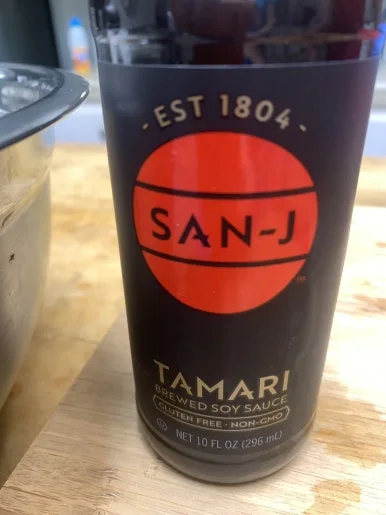 - EST 1804 -
SAN-J
TAMARI
BREWED SOY SAUCE
GLUTEN FREE • NON-GMO
NET 10 FL OZ (296 mL)